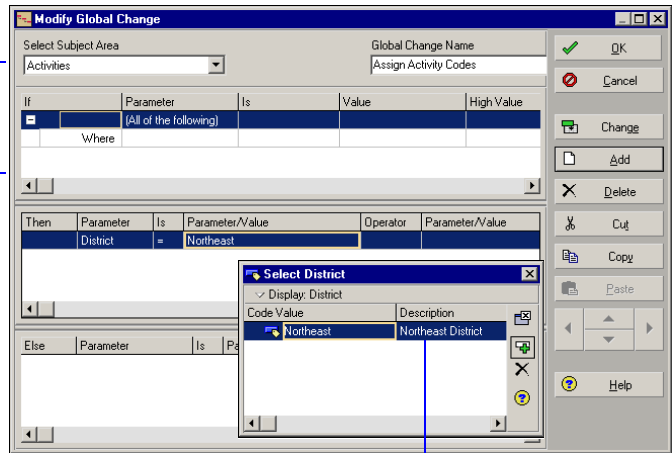 Modify Global Change
Select Subject Area
Global Change Name
Activities
Assign Activity Codes
OK
Cancel
If Parameter Is Value High Value
(All of the following)
Where
Change
Add
Delete
Cut
Copy
Paste
Help
Then Parameter Is Parameter/Value Operator Parameter/Value
District = Northeast
Select District
Display: District
Code Value Description
Northeast Northeast District
Else Parameter Is Pa